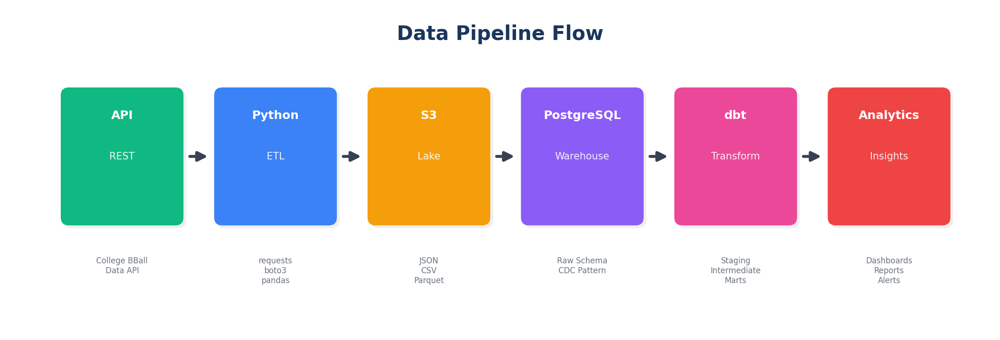 Data Pipeline Flow
API
REST
College BBall
Data API
Python
ETL
requests
boto3
pandas
S3
Lake
JSON
CSV
Parquet
PostgreSQL
Warehouse
Raw Schema
CDC Pattern
dbt
Transform
Staging
Intermediate
Marts
Analytics
Insights
Dashboards
Reports
Alerts